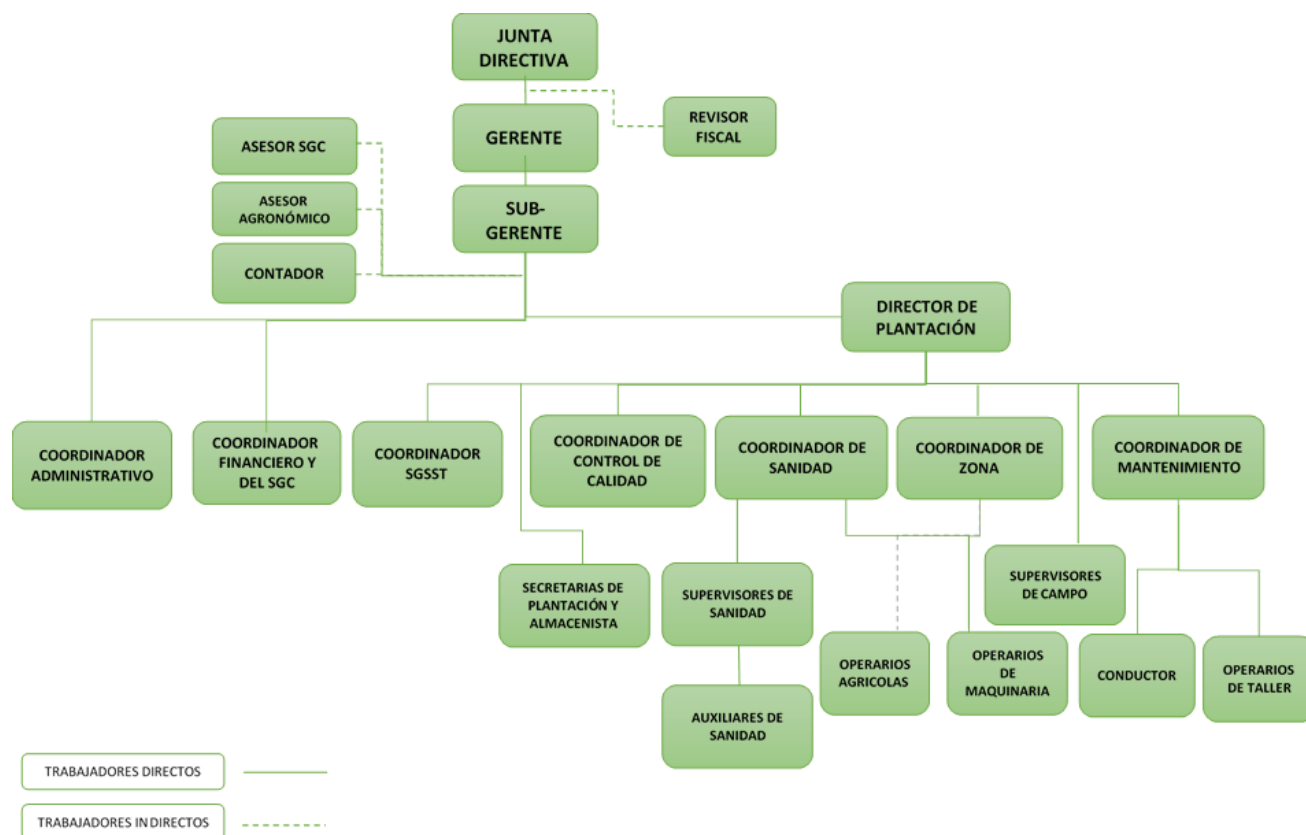 JUNTA
DIRECTIVA
REVISOR
FISCAL
GERENTE
ASESOR SGC
ASESOR
AGRONÓMICO
SUB-
GERENTE
CONTADOR
DIRECTOR DE
PLANTACIÓN
COORDINADOR
ADMINISTRATIVO
COORDINADOR
FINANCIERO Y
DEL SGC
COORDINADOR
SGSST
COORDINADOR DE
CONTROL DE
CALIDAD
COORDINADOR DE
SANIDAD
COORDINADOR DE
ZONA
COORDINADOR DE
MANTENIMIENTO
SECRETARIAS DE
PLANTACIÓN Y
ALMACENISTA
SUPERVISORES DE
SANIDAD
SUPERVISORES
DE CAMPO
OPERARIOS
AGRICOLAS
OPERARIOS
DE
MAQUINARIA
CONDUCTOR
OPERARIOS
DE TALLER
AUXILIARES DE
SANIDAD
TRABAJADORES DIRECTOS
TRABAJADORES INDIRECTOS